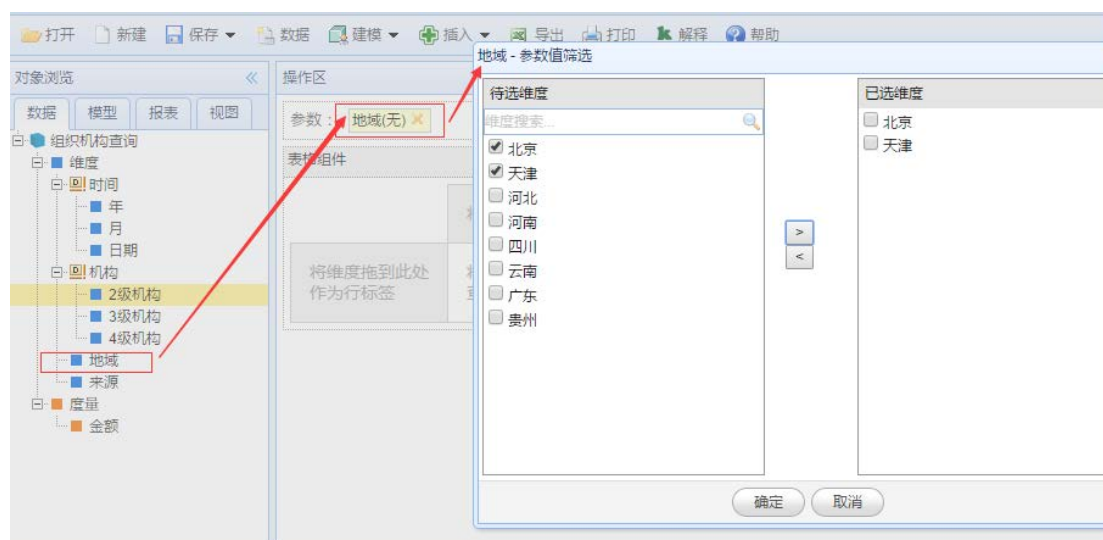 打开 新建 保存 数据 建模 插入 导出 打印 解释 帮助
对象浏览
数据 模型 报表 视图
组织机构查询
维度
时间
年
月
日期
机构
2级机构
3级机构
4级机构
地域
来源
度量
金额
操作区
参数： 地域(无)
表格组件
将维度拖到此处
作为行标签
地域 - 参数值筛选
待选维度
维度搜索...
北京
天津
河北
河南
四川
云南
广东
贵州
>
<
已选维度
北京
天津
确定 取消